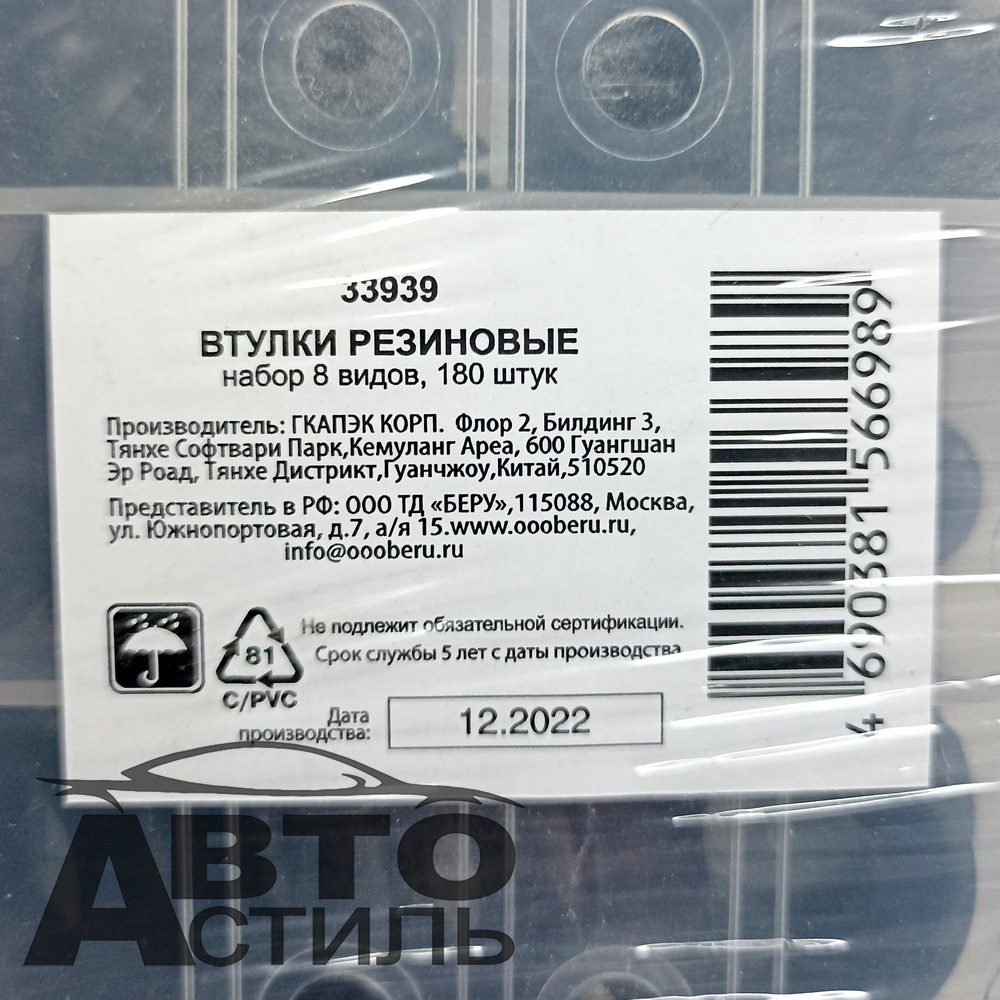 33939
ВТУЛКИ РЕЗИНОВЫЕ
набор 8 видов, 180 штук
Производитель: ГКАПЭК КОРП. Флор 2, Билдинг 3,
Тянхе Софтвари Парк,Кемуланг Ареа, 600 Гуангшан
Эр Роад, Тянхе Дистрикт,Гуанчжоу,Китай,510520
Представитель в РФ: ООО ТД «БЕРУ»,115088, Москва,
ул. Южнопортовая, д.7, а/я 15.www.oooberu.ru,
info@oooberu.ru
Не подлежит обязательной сертификации.
Срок службы 5 лет с даты производства
81
C/PVC
Дата
производства:
12.2022
4 690381 566989
АВТО
СТИЛЬ